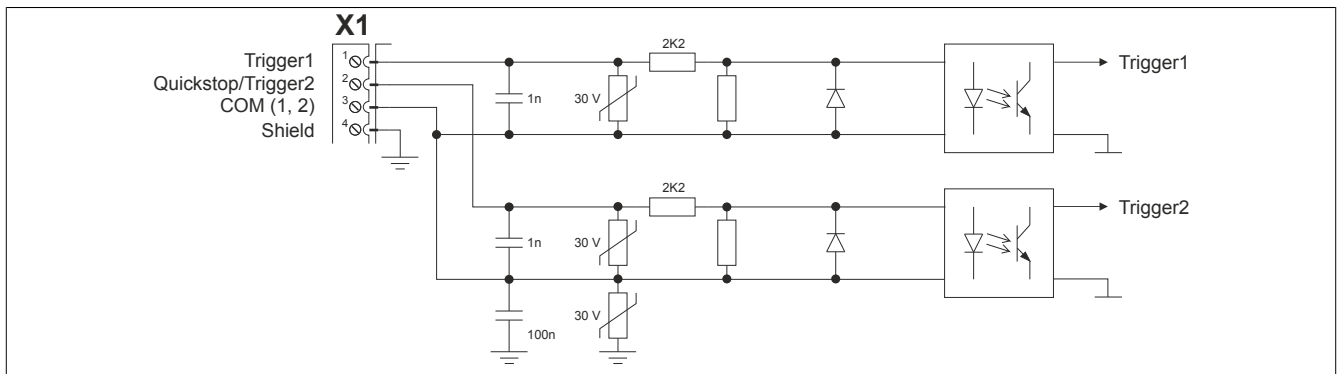 X1
Trigger1
1
Quickstop/Trigger2
2
COM (1, 2)
3
Shield
4
2K2
1n
30 V
Trigger1
2K2
1n
30 V
Trigger2
100n
30 V